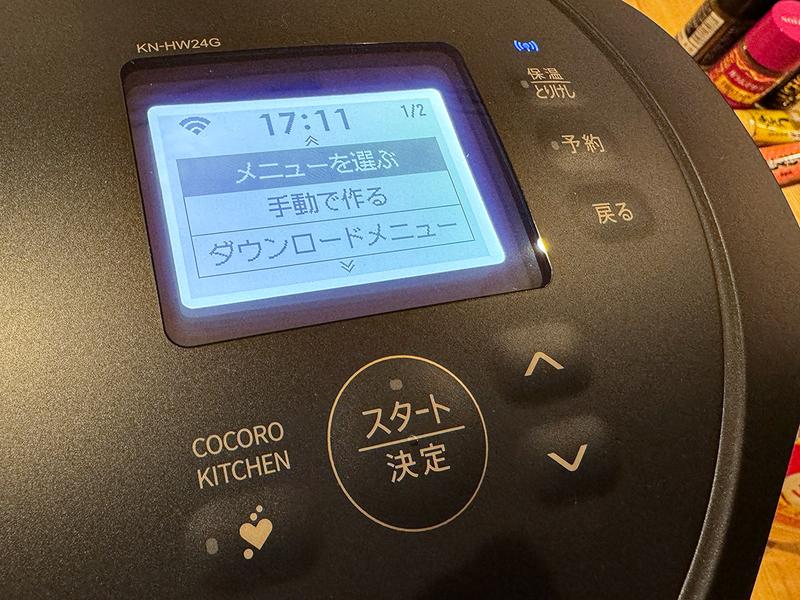 KN-HW24G
17:11
1/2
メニューを選ぶ
手動で作る
ダウンロードメニュー
保温
とりけし
予約
戻る
スタート
決定
COCORO
KITCHEN